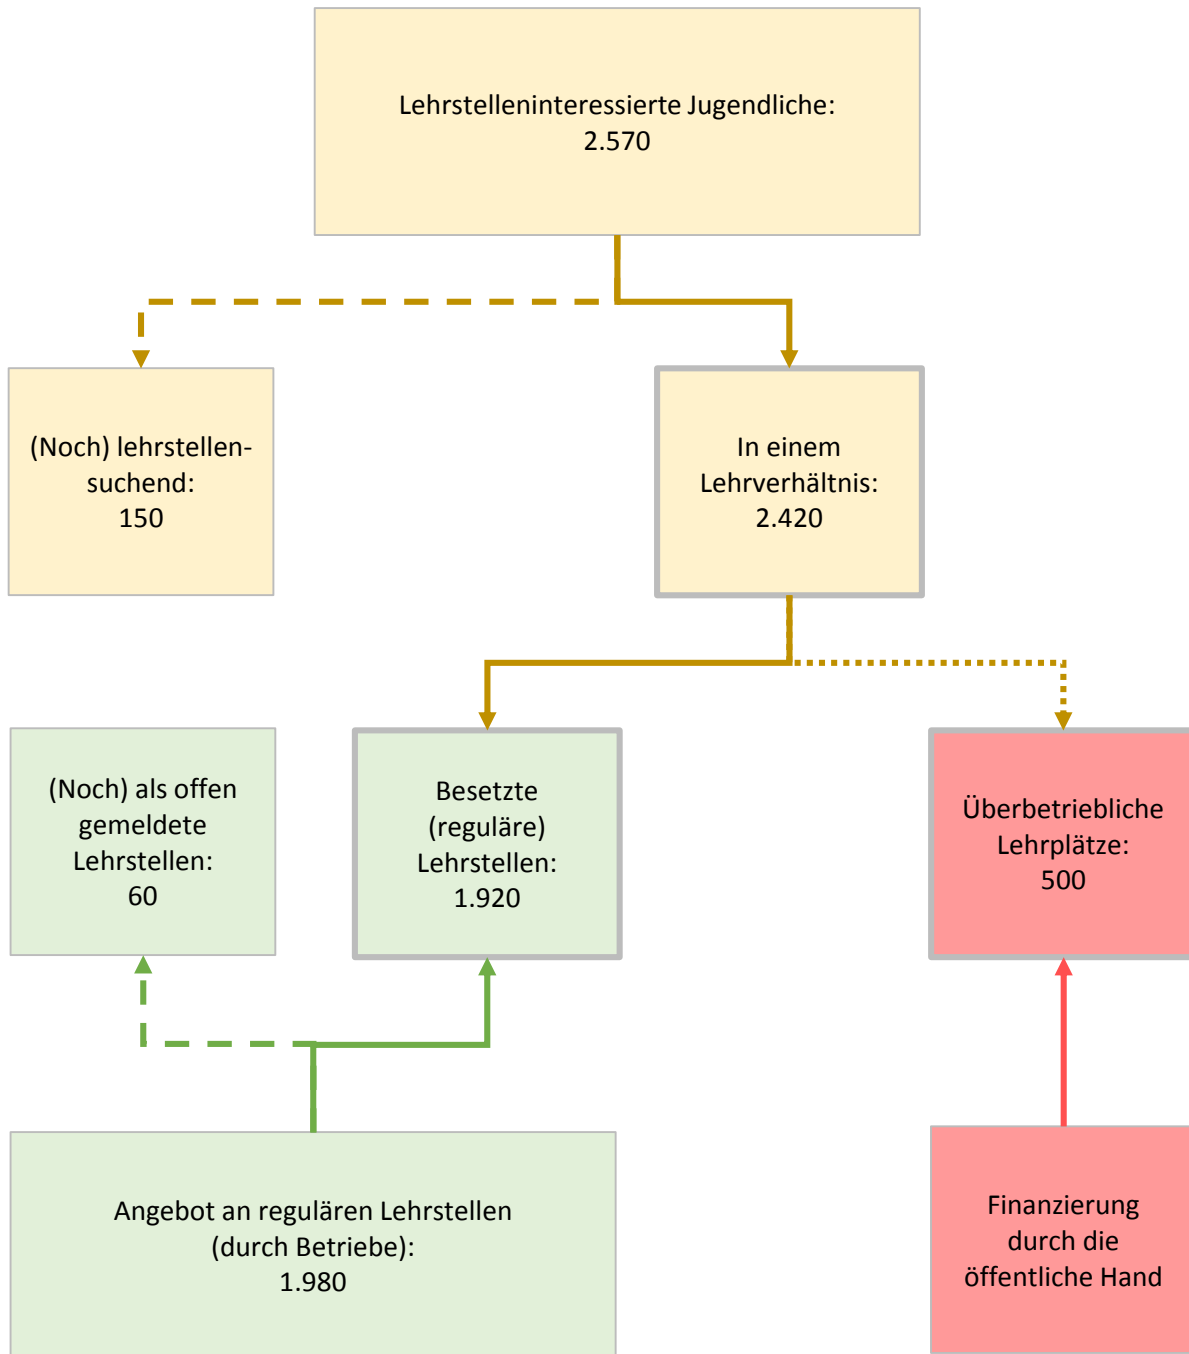 Lehrstelleninteressierte Jugendliche:
2.570
(Noch) lehrstellen-
suchend:
150
In einem
Lehrverhältnis:
2.420
(Noch) als offen
gemeldete
Lehrstellen:
60
Besetzte
(reguläre)
Lehrstellen:
1.920
Überbetriebliche
Lehrplätze:
500
Angebot an regulären Lehrstellen
(durch Betriebe):
1.980
Finanzierung
durch die
öffentliche Hand